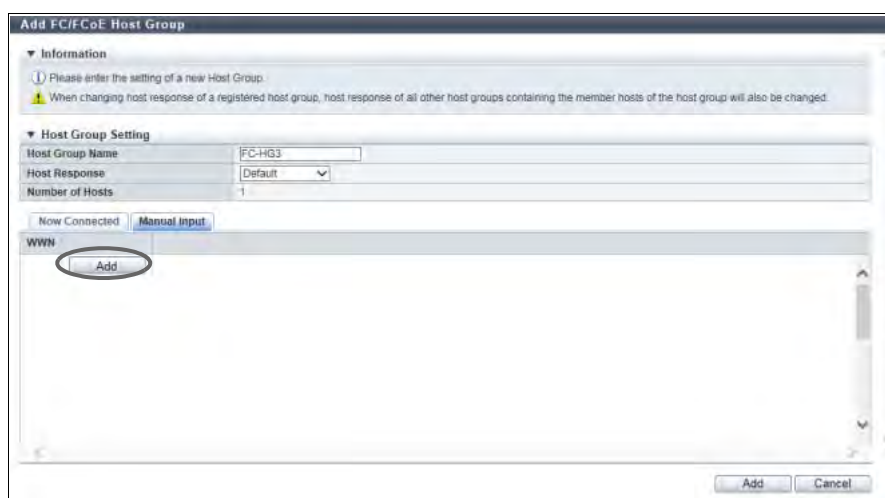 Add FC/FCoE Host Group
▼ Information
Please enter the setting of a new Host Group.
When changing host response of a registered host group, host response of all other host groups containing the member hosts of the host group will also be changed.
▼ Host Group Setting
Host Group Name FC-HG3
Host Response Default
Number of Hosts 1
Now Connected Manual Input
WWN
Add
Add Cancel